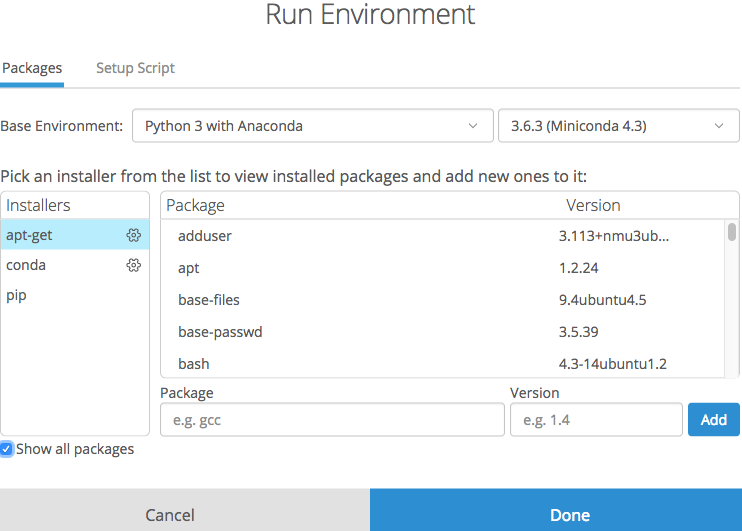 Run Environment
Packages Setup Script
Base Environment: Python 3 with Anaconda 3.6.3 (Miniconda 4.3)
Pick an installer from the list to view installed packages and add new ones to it:
Installers Package Version
apt-get adduser 3.113+nmu3ub...
conda apt 1.2.24
pip base-files 9.4ubuntu4.5
base-passwd 3.5.39
bash 4.3-14ubuntu1.2
Package Version
e.g. gcc e.g. 1.4 Add
Show all packages
Cancel Done